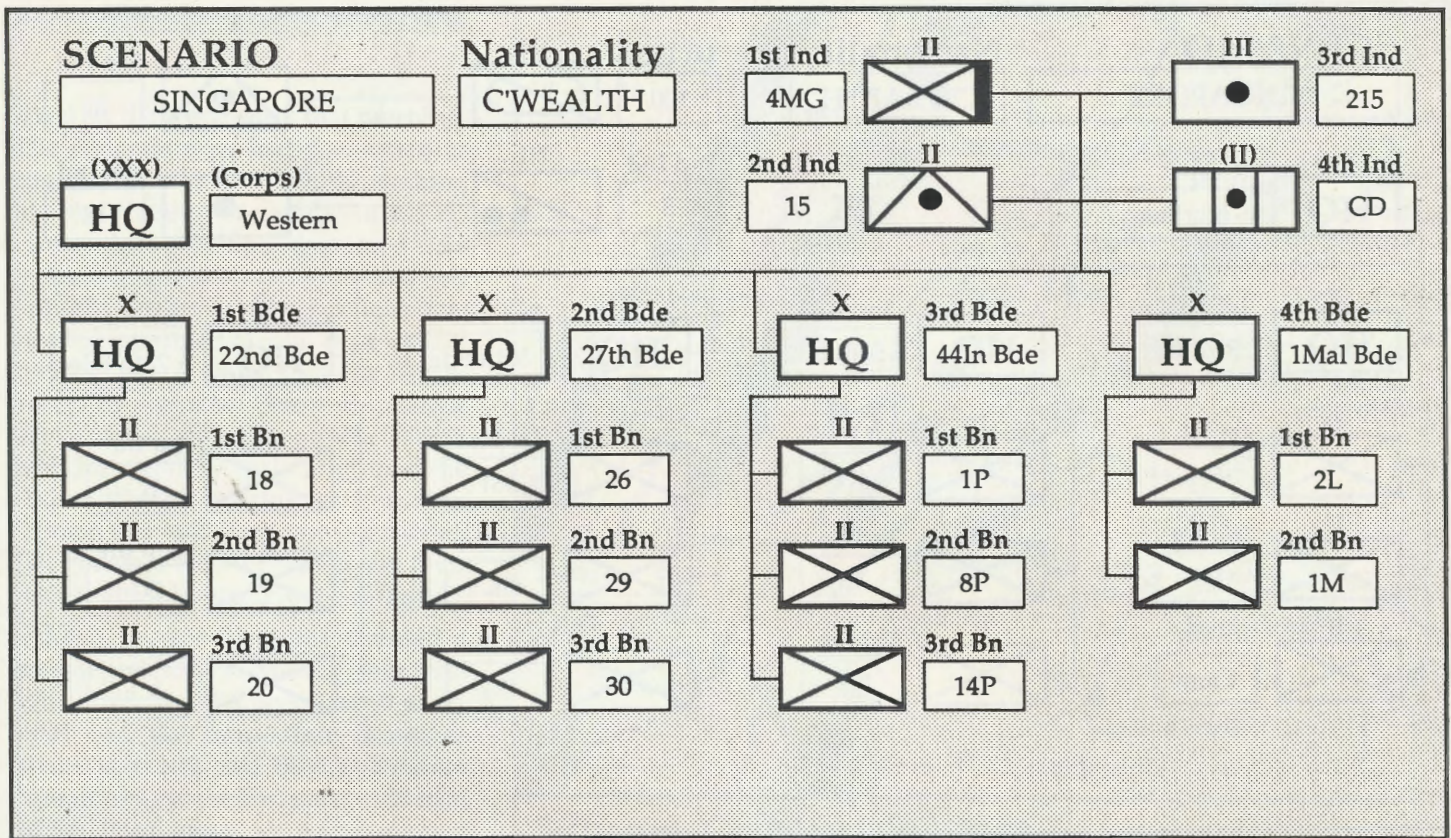 SCENARIO
SINGAPORE
Nationality
C'WEALTH
1st Ind
4MG
II
III
3rd Ind
215
2nd Ind
15
II
(II)
4th Ind
CD
(XXX)
HQ
(Corps)
Western
X
HQ
1st Bde
22nd Bde
X
HQ
2nd Bde
27th Bde
X
HQ
3rd Bde
44In Bde
X
HQ
4th Bde
1Mal Bde
II
1st Bn
18
II
2nd Bn
19
II
3rd Bn
20
II
1st Bn
26
II
2nd Bn
29
II
3rd Bn
30
II
1st Bn
1P
II
2nd Bn
8P
II
3rd Bn
14P
II
1st Bn
2L
II
2nd Bn
1M